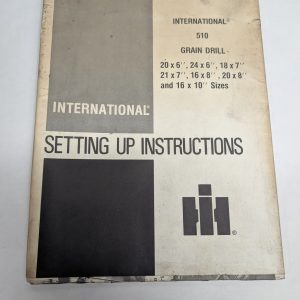 INTERNATIONAL®
510
GRAIN DRILL
20 x 6'', 24 x 6'', 18 x 7''
21 x 7'', 16 x 8'', 20 x 8''
and 16 x 10'' Sizes
INTERNATIONAL®
SETTING UP INSTRUCTIONS
IH®